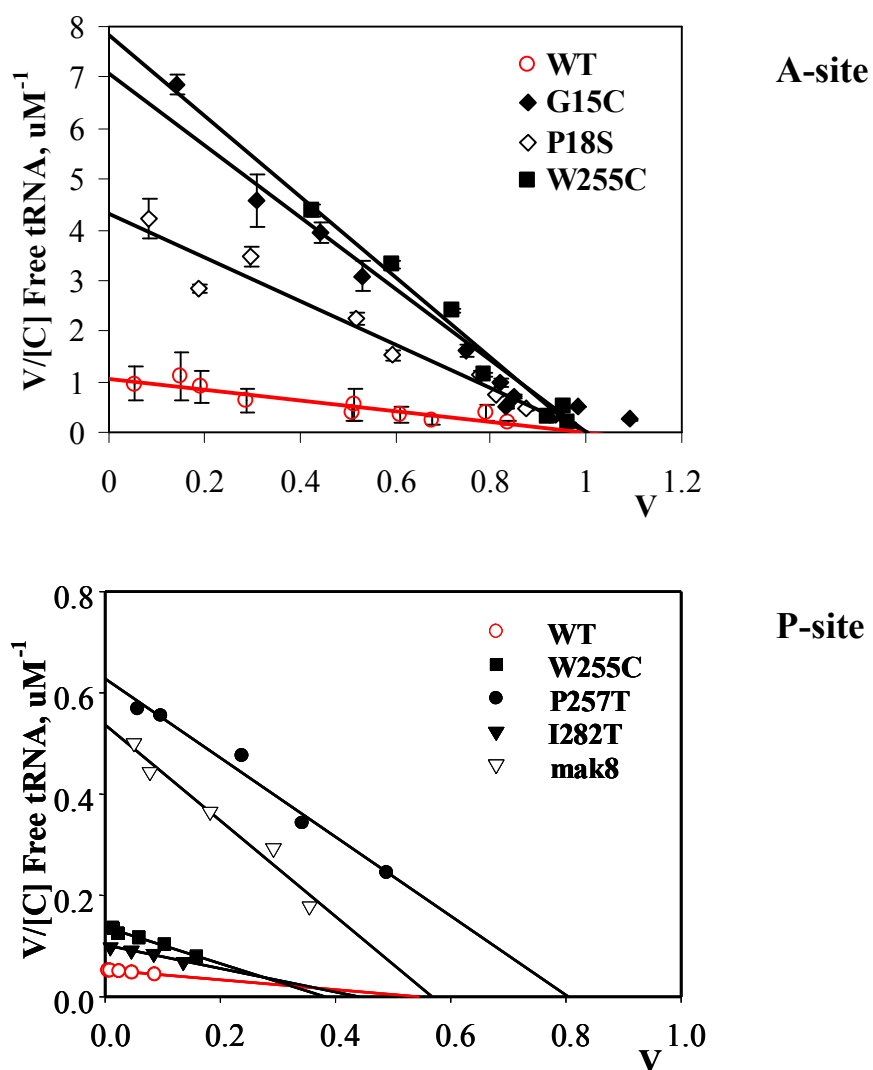 A-site
V/[C] Free tRNA, uM-1
8
7
6
5
4
3
2
1
0
WT
G15C
P18S
W255C
0 0.2 0.4 0.6 0.8 1 1.2
V
P-site
V/[C] Free tRNA, uM-1
0.8
0.6
0.4
0.2
0.0
WT
W255C
P257T
I282T
mak8
0.0 0.2 0.4 0.6 0.8 1.0
V